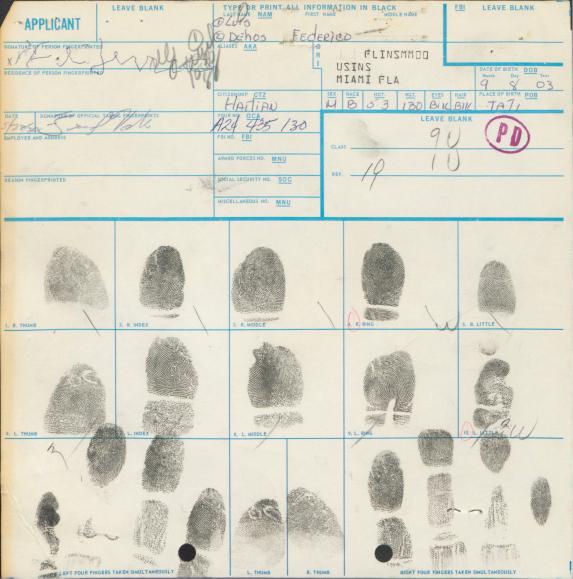 APPLICANT
LEAVE BLANK
TYPE OR PRINT ALL INFORMATION IN BLACK
LAST NAME NAM FIRST NAME MIDDLE NAME
FBI LEAVE BLANK
SIGNATURE OF PERSON FINGERPRINTED
ALIASES AKA
Dehos Federico
ORI
FLINSMM00
USINS
MIAMI FLA
RESIDENCE OF PERSON FINGERPRINTED
DATE OF BIRTH DOB
Month Day Year
9 8 03
CITIZENSHIP CTZ
HAITIAN
SEX RACE HGT. WGT. EYES HAIR PLACE OF BIRTH POB
M B 5 3 130 BLK BLK
DATE SIGNATURE OF OFFICIAL TAKING FINGERPRINTS
YOUR NO. OCA
A24 435 130
LEAVE BLANK
EMPLOYER AND ADDRESS
FBI NO. FBI
CLASS
9U
1U
PD
ARMED FORCES NO. MNU
REF.
19
REASON FINGERPRINTED
SOCIAL SECURITY NO. SOC
MISCELLANEOUS NO. MNU
1. R. THUMB
2. R. INDEX
3. R. MIDDLE
4. R. RING
W
5. R. LITTLE
6. L. THUMB
7. L. INDEX
8. L. MIDDLE
9. L. RING
10. L. LITTLE
W
LEFT FOUR FINGERS TAKEN SIMULTANEOUSLY
L. THUMB
R. THUMB
RIGHT FOUR FINGERS TAKEN SIMULTANEOUSLY